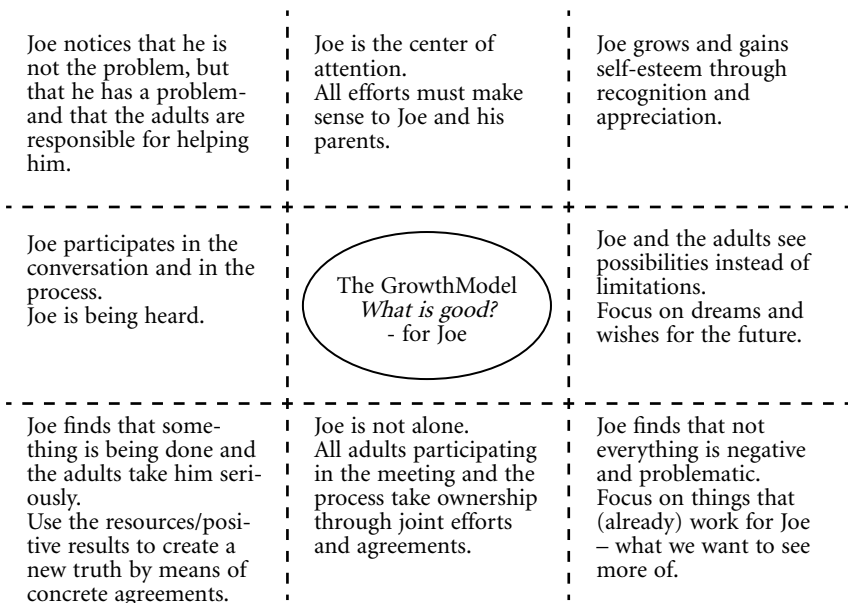 Joe notices that he is
not the problem, but
that he has a problem-
and that the adults are
responsible for helping
him.
Joe is the center of
attention.
All efforts must make
sense to Joe and his
parents.
Joe grows and gains
self-esteem through
recognition and
appreciation.
Joe participates in the
conversation and in the
process.
Joe is being heard.
The GrowthModel
What is good?
- for Joe
Joe and the adults see
possibilities instead of
limitations.
Focus on dreams and
wishes for the future.
Joe finds that some-
thing is being done and
the adults take him seri-
ously.
Use the resources/posi-
tive results to create a
new truth by means of
concrete agreements.
Joe is not alone.
All adults participating
in the meeting and the
process take ownership
through joint efforts
and agreements.
Joe finds that not
everything is negative
and problematic.
Focus on things that
(already) work for Joe
– what we want to see
more of.